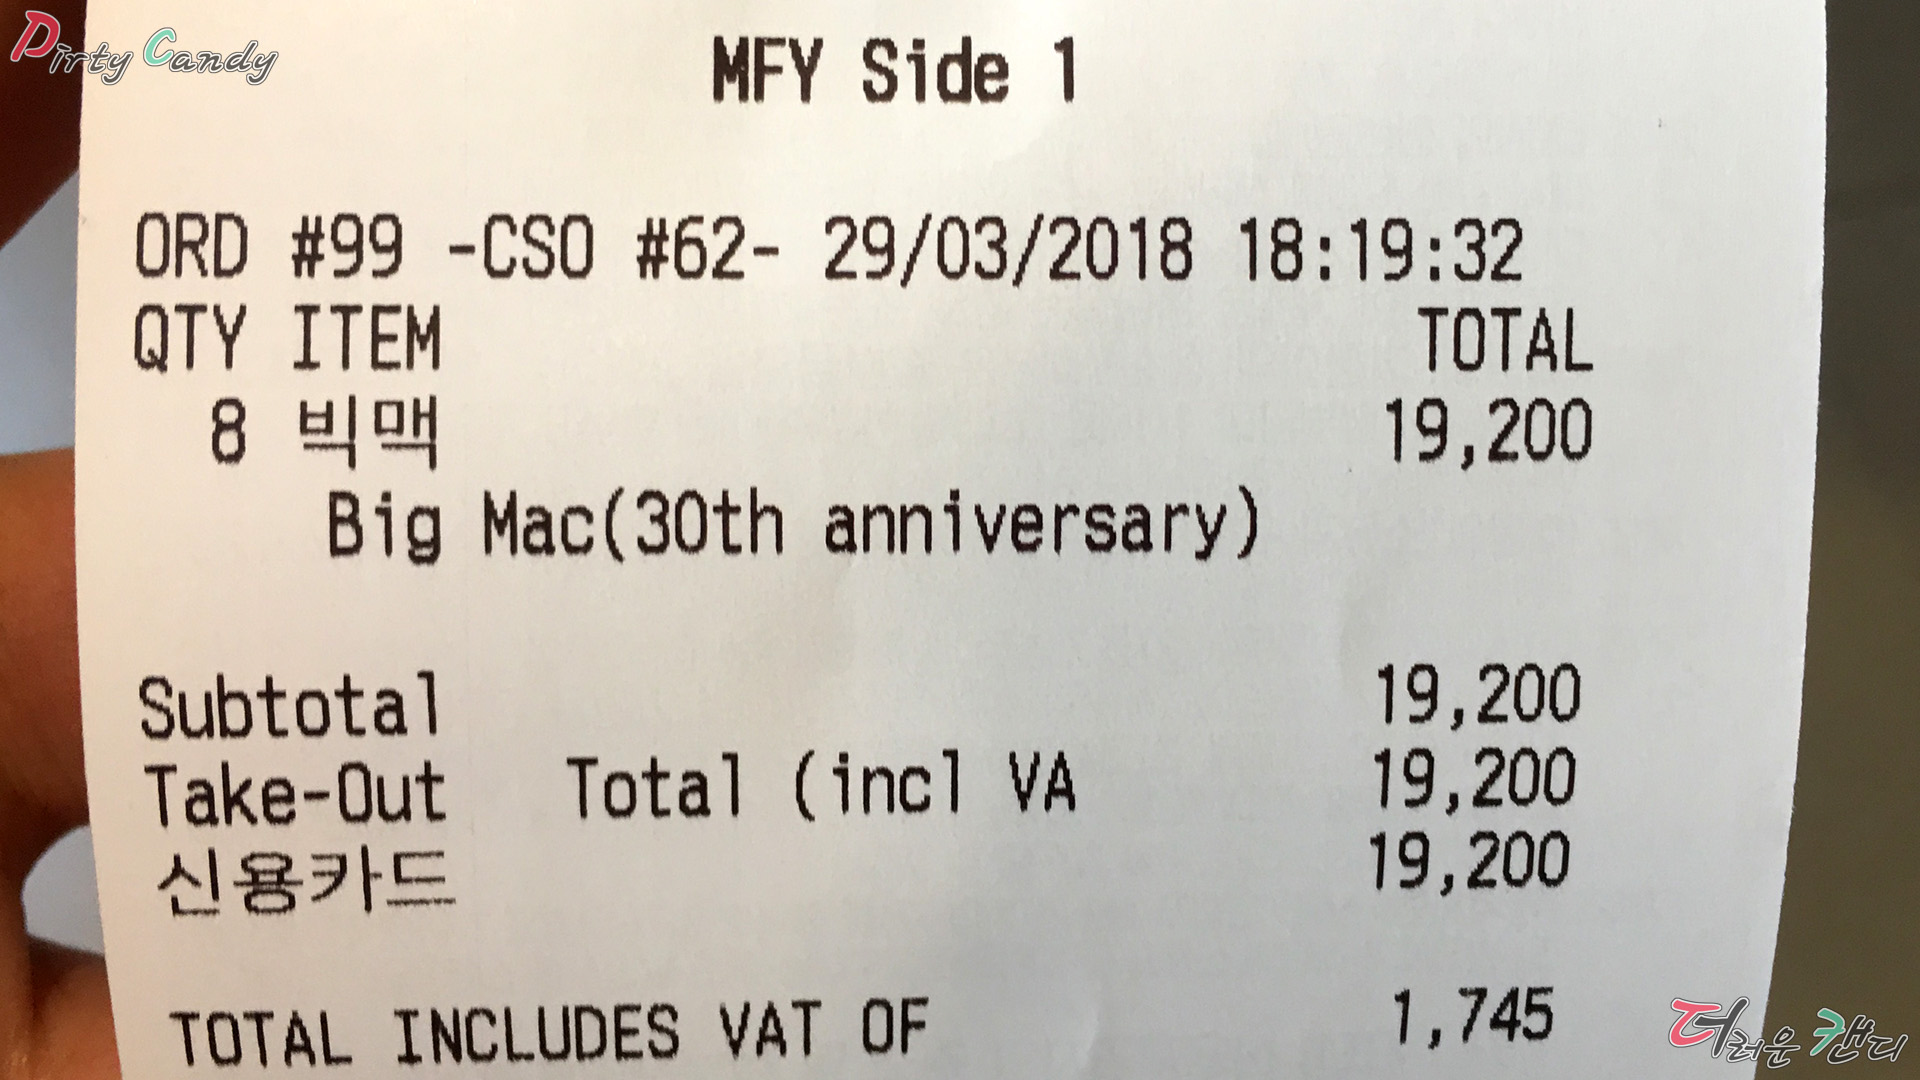 Dirty Candy
MFY Side 1
ORD #99 -CSO #62- 29/03/2018 18:19:32
QTY ITEM TOTAL
8 빅맥 19,200
Big Mac(30th anniversary)
Subtotal 19,200
Take-Out Total (incl VA 19,200
신용카드 19,200
TOTAL INCLUDES VAT OF 1,745
더러운 캔디